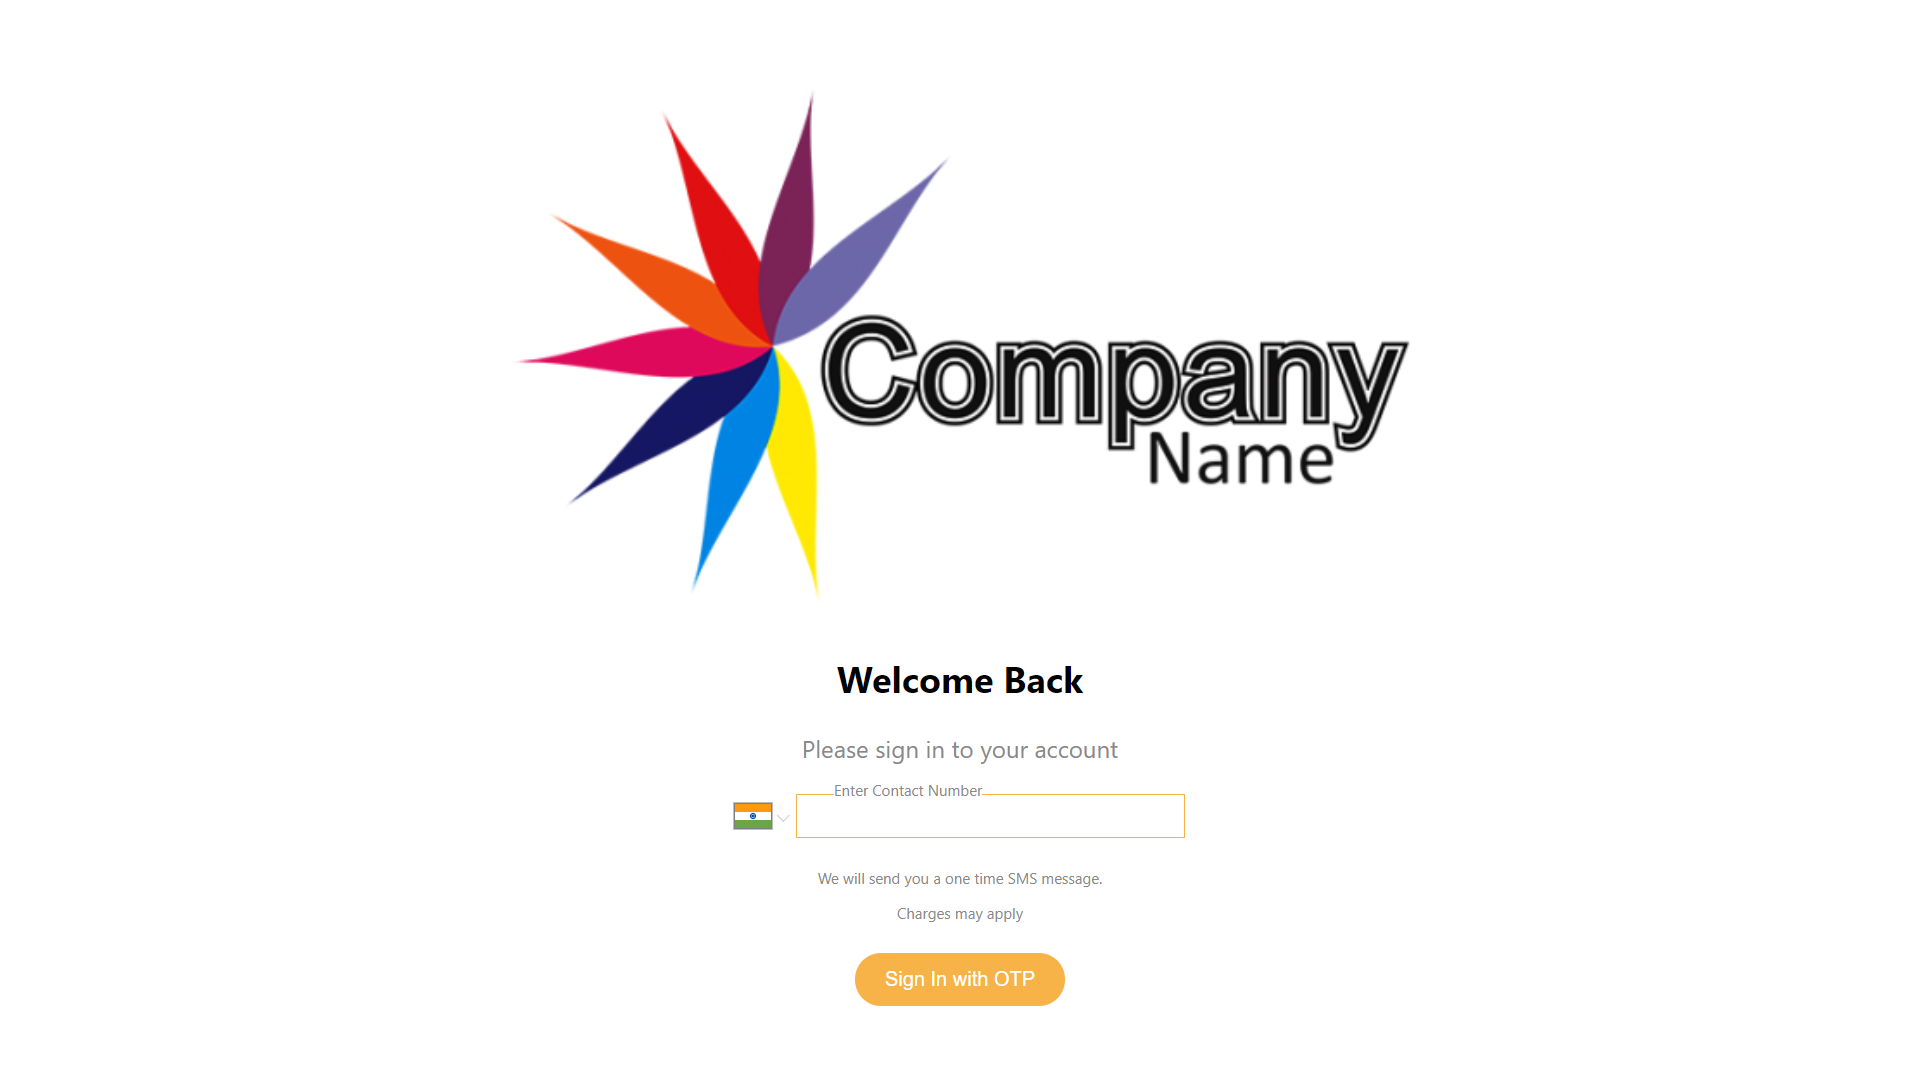 Company
Name
Welcome Back
Please sign in to your account
Enter Contact Number
We will send you a one time SMS message.
Charges may apply
Sign In with OTP